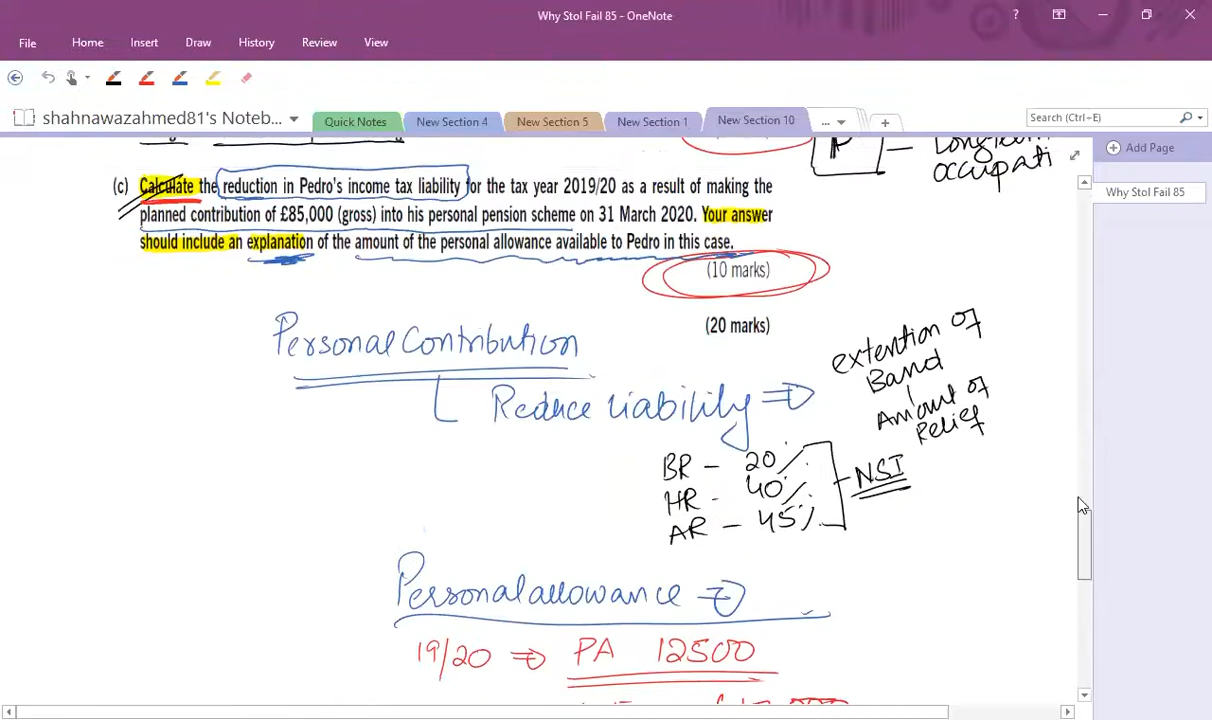 Why Stol Fail 85 - OneNote
?
File Home Insert Draw History Review View
shahnawazahmed81's Noteb... Quick Notes New Section 4 New Section 5 New Section 1 New Section 10 ... + Search (Ctrl+E)
Add Page
Why Stol Fail 85
occupati
(c) Calculate the reduction in Pedro's income tax liability for the tax year 2019/20 as a result of making the
planned contribution of £85,000 (gross) into his personal pension scheme on 31 March 2020. Your answer
should include an explanation of the amount of the personal allowance available to Pedro in this case.
(10 marks)
(20 marks)
Personal Contribution
extention of
Band
Amount of
Relief
Reduce liability ⇒
BR - 20%
HR - 40%
AR - 45%
NSI
Personal allowance ⇒
19/20 ⇒ PA 12500